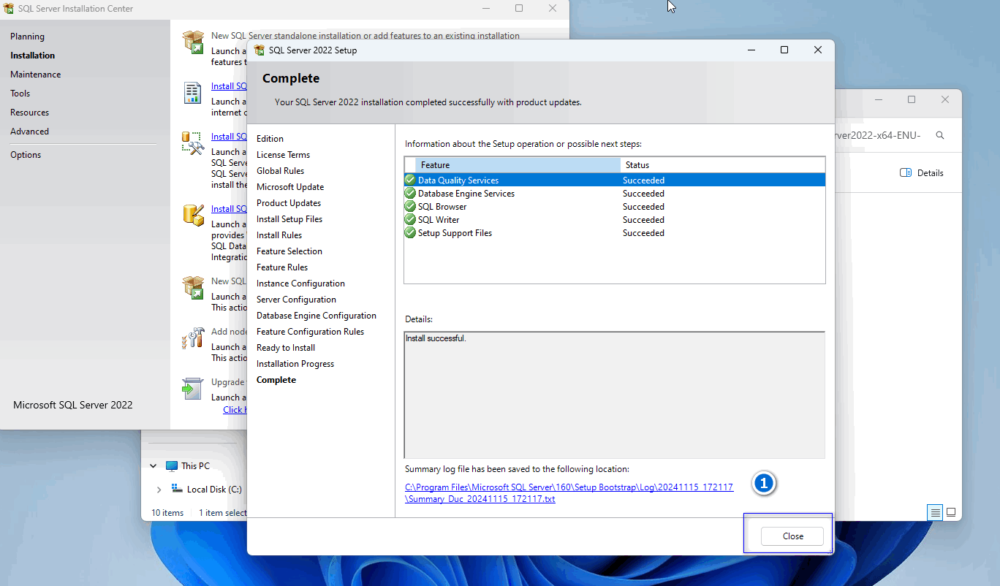 SQL Server Installation Center
Planning
Installation
Maintenance
Tools
Resources
Advanced
Options
Microsoft SQL Server 2022
New SQL Server standalone installation or add features to an existing installation
Launch a
features t
Install SQ
Launch a
internet
Install SQ
Launch a
SQL Serve
SQL Serve
install the
Install SQ
Launch a
provides
SQL Data
Integratio
New SQL
Launch a
This actio
Add node
Launch a
This actio
Upgrade
Launch a
Click h
SQL Server 2022 Setup
Complete
Your SQL Server 2022 installation completed successfully with product updates.
Edition
License Terms
Global Rules
Microsoft Update
Product Updates
Install Setup Files
Install Rules
Feature Selection
Feature Rules
Instance Configuration
Server Configuration
Database Engine Configuration
Feature Configuration Rules
Ready to Install
Installation Progress
Complete
Information about the Setup operation or possible next steps:
Feature Status
Data Quality Services Succeeded
Database Engine Services Succeeded
SQL Browser Succeeded
SQL Writer Succeeded
Setup Support Files Succeeded
Details:
Install successful.
Summary log file has been saved to the following location:
C:\Program Files\Microsoft SQL Server\160\Setup Bootstrap\Log\20241115_172117
\Summary_Duc_20241115_172117.txt
1
Close
rver2022-x64-ENU-
Details
This PC
Local Disk (C:)
10 items 1 item select